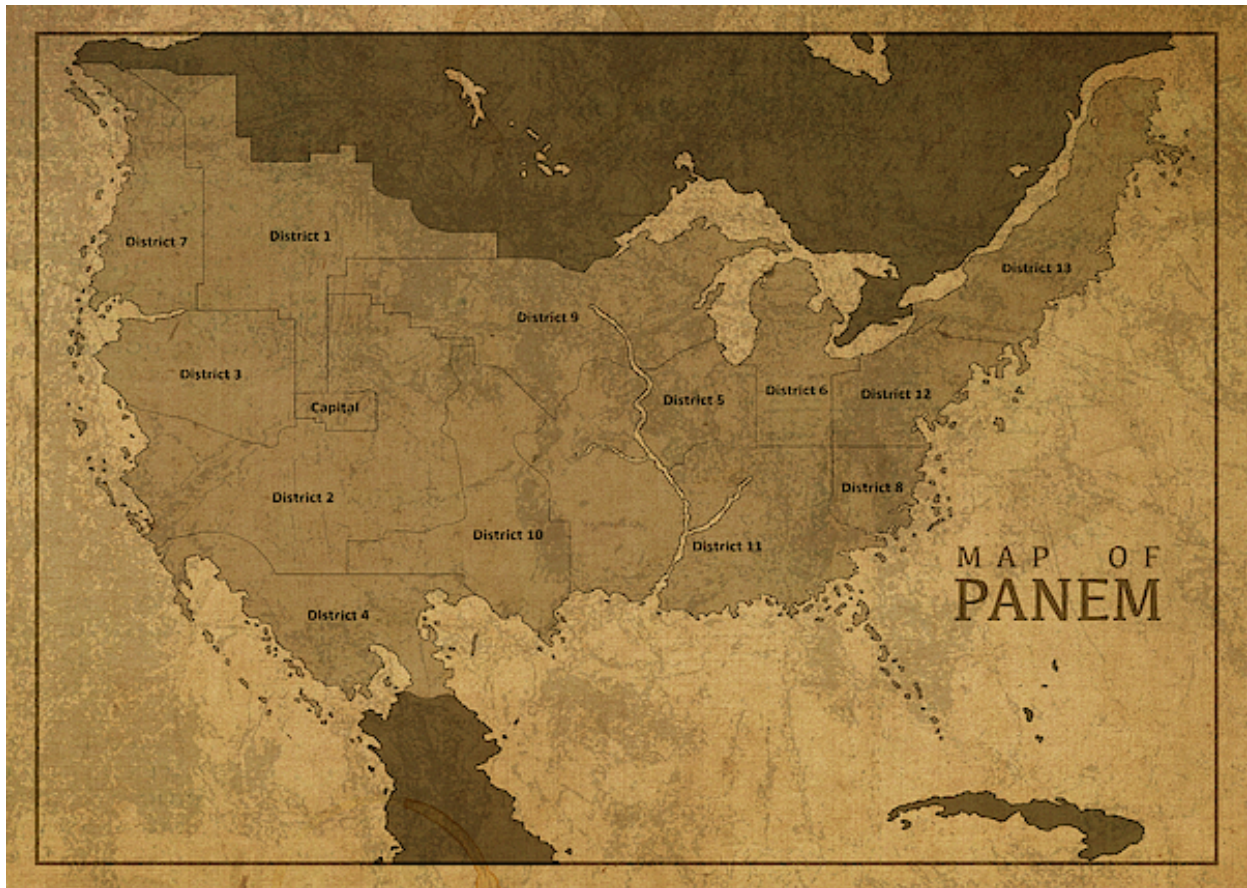 District 7
District 1
District 13
District 9
District 3
Capital
District 5
District 6
District 12
District 2
District 8
District 10
District 11
District 4
MAP OF
PANEM